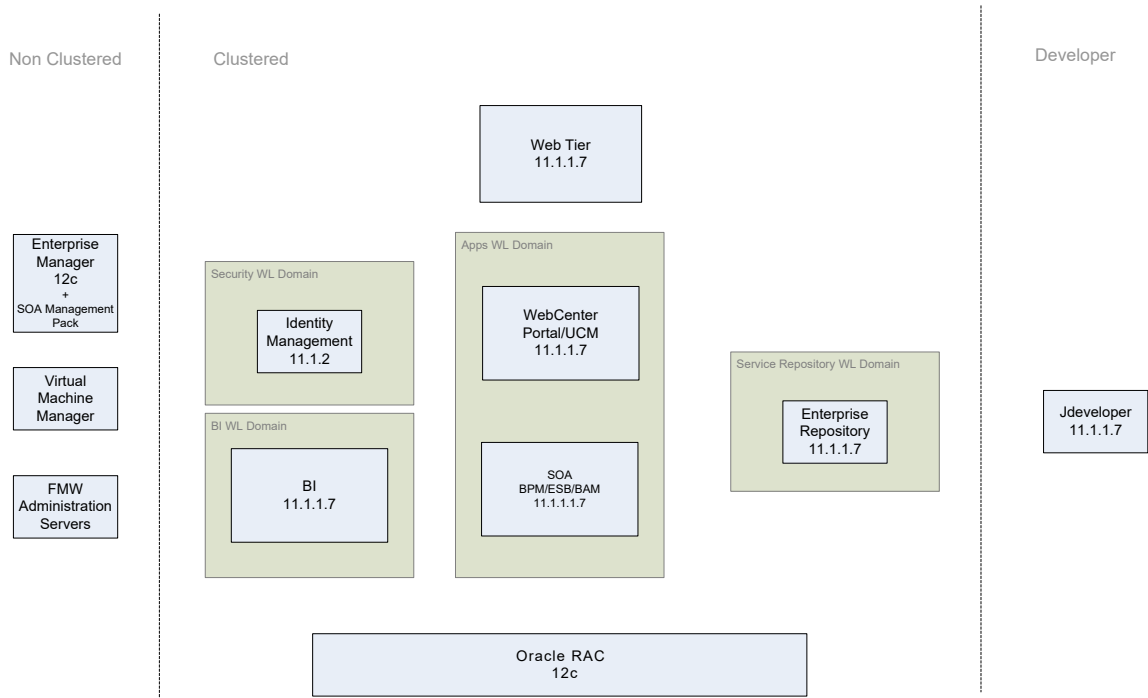 Non Clustered
Clustered
Developer
Web Tier
11.1.1.7
Enterprise
Manager
12c
+
SOA Management
Pack
Virtual
Machine
Manager
FMW
Administration
Servers
Security WL Domain
Identity
Management
11.1.2
BI WL Domain
BI
11.1.1.7
Apps WL Domain
WebCenter
Portal/UCM
11.1.1.7
SOA
BPM/ESB/BAM
11.1.1.1.7
Service Repository WL Domain
Enterprise
Repository
11.1.1.7
Jdeveloper
11.1.1.7
Oracle RAC
12c